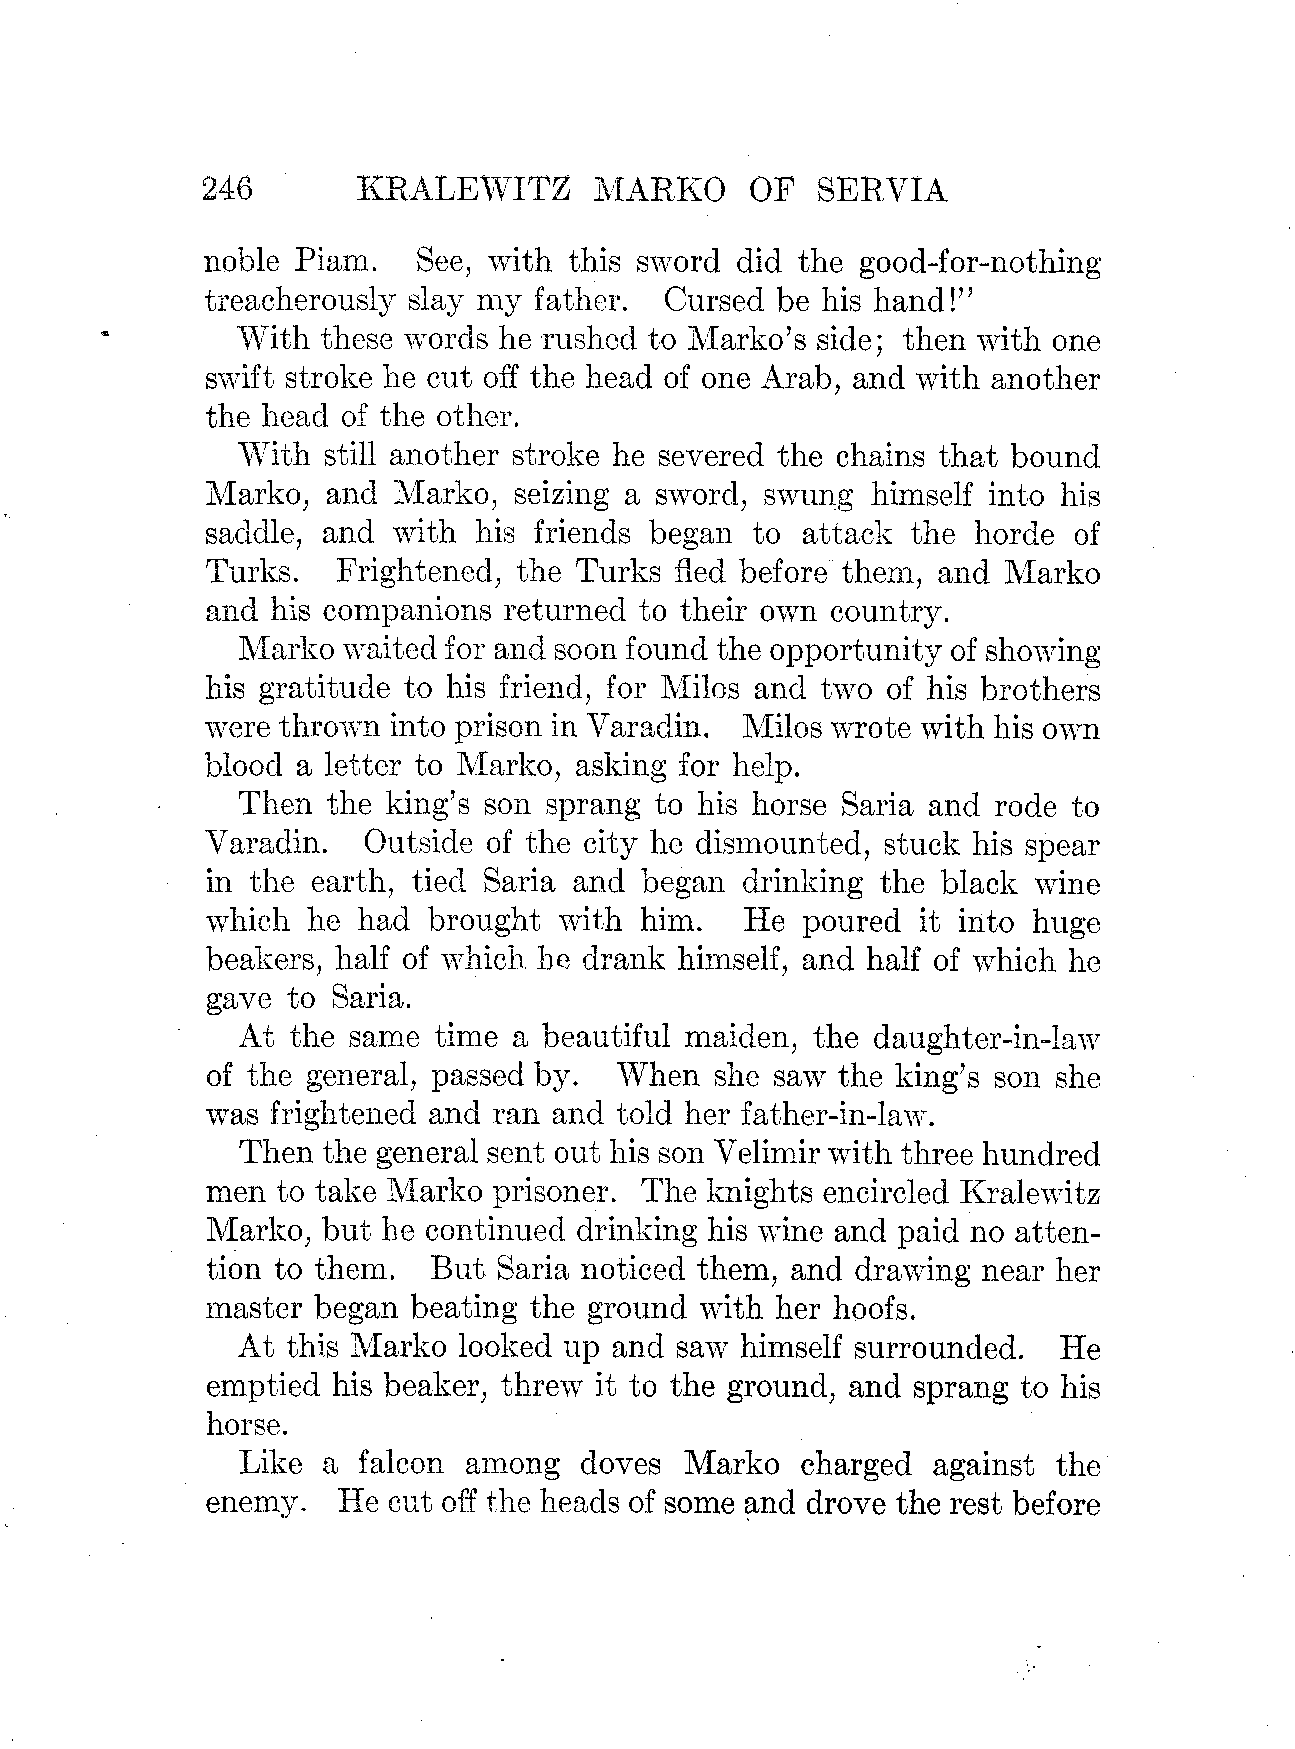 246 KRALEWITZ MARKO OF SERVIA
noble Piam. See, with this sword did the good-for-nothing
treacherously slay my father. Cursed be his hand!"
With these words he rushed to Marko's side; then with one
swift stroke he cut off the head of one Arab, and with another
the head of the other.
With still another stroke he severed the chains that bound
Marko, and Marko, seizing a sword, swung himself into his
saddle, and with his friends began to attack the horde of
Turks. Frightened, the Turks fled before them, and Marko
and his companions returned to their own country.
Marko waited for and soon found the opportunity of showing
his gratitude to his friend, for Milos and two of his brothers
were thrown into prison in Varadin. Milos wrote with his own
blood a letter to Marko, asking for help.
Then the king's son sprang to his horse Saria and rode to
Varadin. Outside of the city he dismounted, stuck his spear
in the earth, tied Saria and began drinking the black wine
which he had brought with him. He poured it into huge
beakers, half of which he drank himself, and half of which he
gave to Saria.
At the same time a beautiful maiden, the daughter-in-law
of the general, passed by. When she saw the king's son she
was frightened and ran and told her father-in-law.
Then the general sent out his son Velimir with three hundred
men to take Marko prisoner. The knights encircled Kralewitz
Marko, but he continued drinking his wine and paid no atten-
tion to them. But Saria noticed them, and drawing near her
master began beating the ground with her hoofs.
At this Marko looked up and saw himself surrounded. He
emptied his beaker, threw it to the ground, and sprang to his
horse.
Like a falcon among doves Marko charged against the
enemy. He cut off the heads of some and drove the rest before